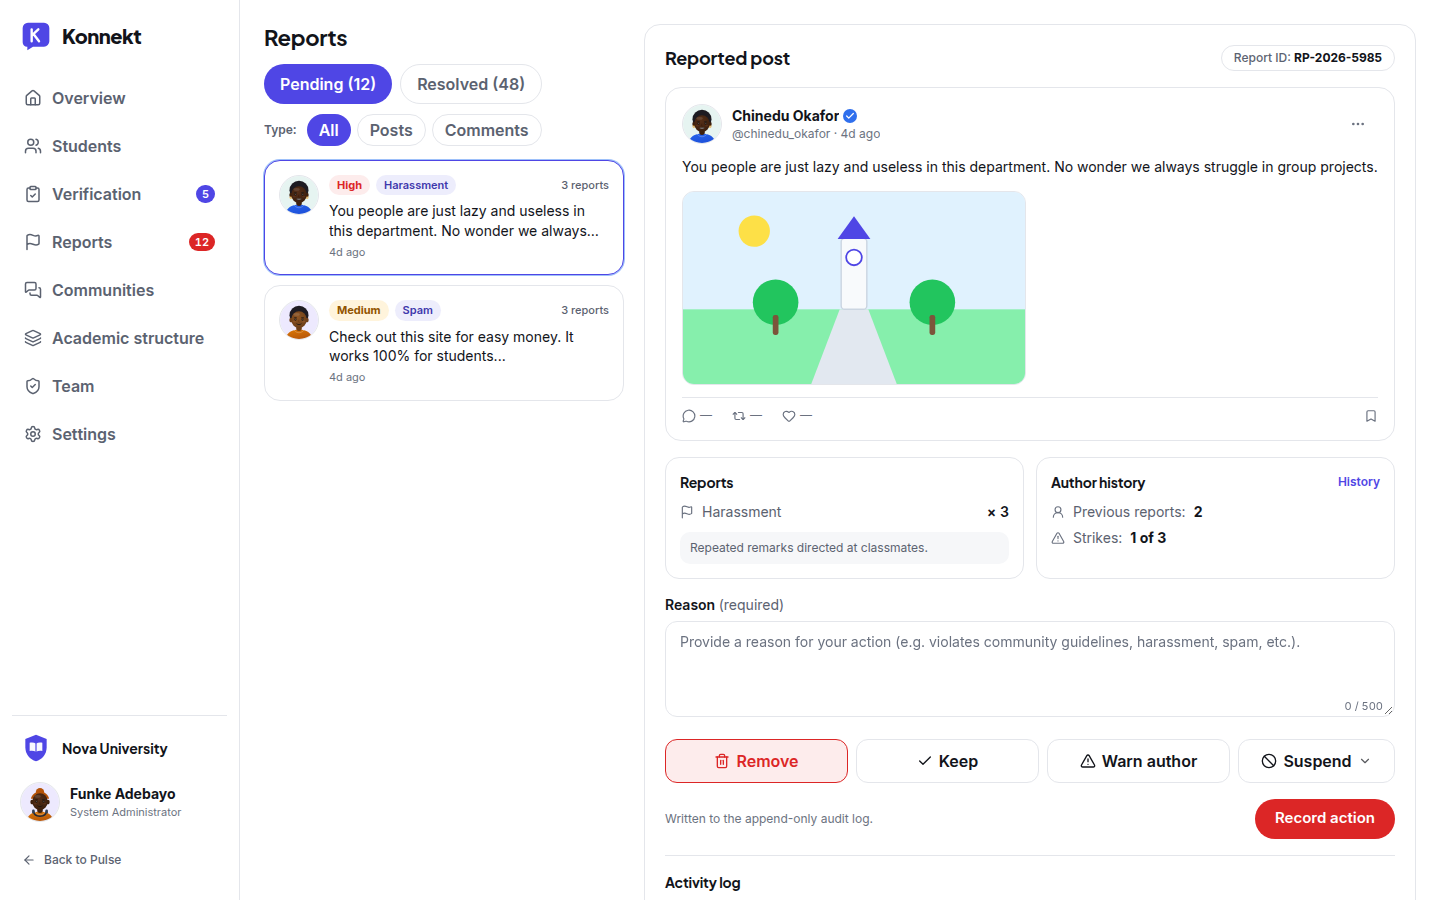 Konnekt
Overview
Students
Verification 5
Reports 12
Communities
Academic structure
Team
Settings
Nova University
Funke Adebayo
System Administrator
Back to Pulse
Reports
Pending (12) Resolved (48)
Type: All Posts Comments
High Harassment 3 reports
You people are just lazy and useless in
this department. No wonder we always...
4d ago
Medium Spam 3 reports
Check out this site for easy money. It
works 100% for students...
4d ago
Reported post Report ID: RP-2026-5985
Chinedu Okafor
@chinedu_okafor · 4d ago
You people are just lazy and useless in this department. No wonder we always struggle in group projects.
— — —
Reports
Harassment × 3
Repeated remarks directed at classmates.
Author history History
Previous reports: 2
Strikes: 1 of 3
Reason (required)
Provide a reason for your action (e.g. violates community guidelines, harassment, spam, etc.).
0 / 500
Remove Keep Warn author Suspend
Written to the append-only audit log. Record action
Activity log